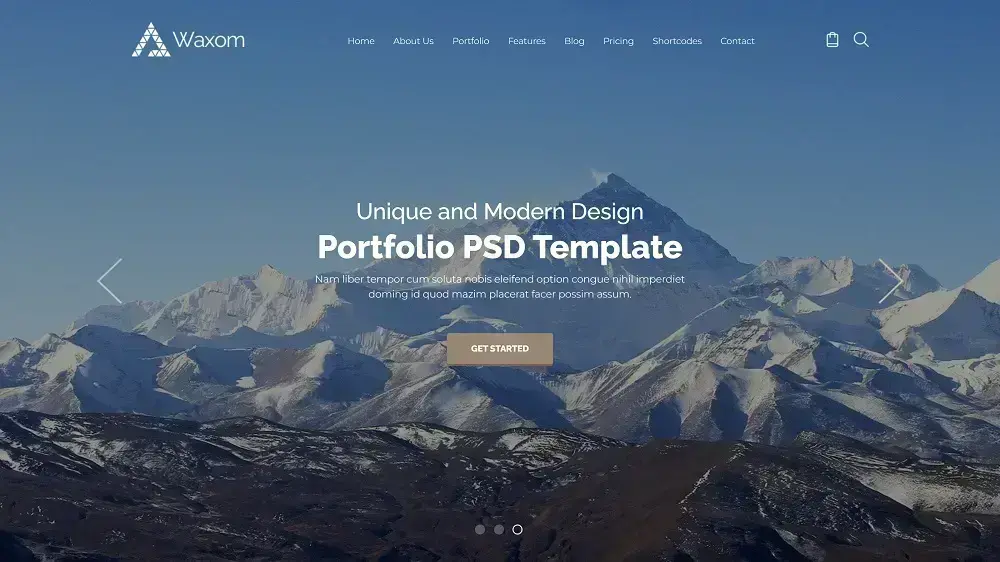 Waxom
Home About Us Portfolio Features Blog Pricing Shortcodes Contact
Unique and Modern Design
Portfolio PSD Template
Nam liber tempor cum soluta nobis eleifend option congue nihil imperdiet
doming id quod mazim placerat facer possim assum.
GET STARTED